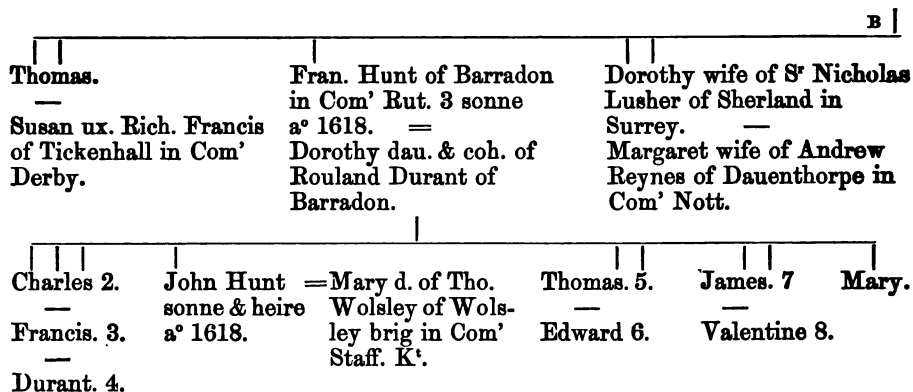 B
Thomas.
—
Susan ux. Rich. Francis
of Tickenhall in Com'
Derby.
Fran. Hunt of Barradon
in Com' Rut. 3 sonne
aº 1618. =
Dorothy dau. & coh. of
Rouland Durant of
Barradon.
Dorothy wife of Sʳ Nicholas
Lusher of Sherland in
Surrey. —
Margaret wife of Andrew
Reynes of Dauenthorpe in
Com' Nott.
Charles 2.
—
Francis. 3.
—
Durant. 4.
John Hunt
sonne & heire
aº 1618.
=Mary d. of Tho.
Wolsley of Wols-
ley brig in Com'
Staff. Kᵗ.
Thomas. 5.
—
Edward 6.
James. 7
—
Valentine 8.
Mary.